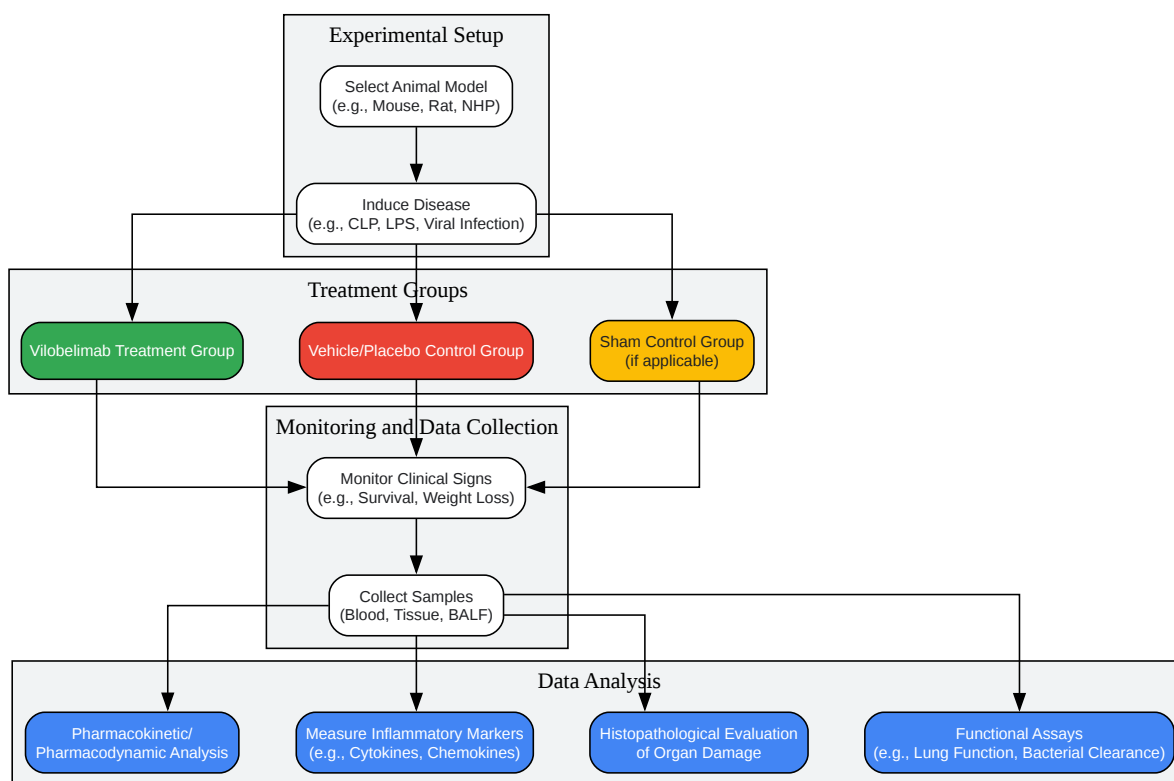 Experimental Setup
Select Animal Model
(e.g., Mouse, Rat, NHP)
Induce Disease
(e.g., CLP, LPS, Viral Infection)
Treatment Groups
Vilobelimab Treatment Group
Vehicle/Placebo Control Group
Sham Control Group
(if applicable)
Monitoring and Data Collection
Monitor Clinical Signs
(e.g., Survival, Weight Loss)
Collect Samples
(Blood, Tissue, BALF)
Data Analysis
Pharmacokinetic/
Pharmacodynamic Analysis
Measure Inflammatory Markers
(e.g., Cytokines, Chemokines)
Histopathological Evaluation
of Organ Damage
Functional Assays
(e.g., Lung Function, Bacterial Clearance)